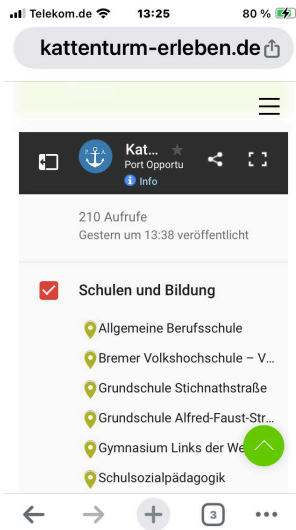 Telekom.de 13:25 80 %
kattenturm-erleben.de
Kat...
Port Opportu
Info
210 Aufrufe
Gestern um 13:38 veröffentlicht
Schulen und Bildung
Allgemeine Berufsschule
Bremer Volkshochschule – V...
Grundschule Stichnathstraße
Grundschule Alfred-Faust-Str...
Gymnasium Links der We
Schulsozialpädagogik
3